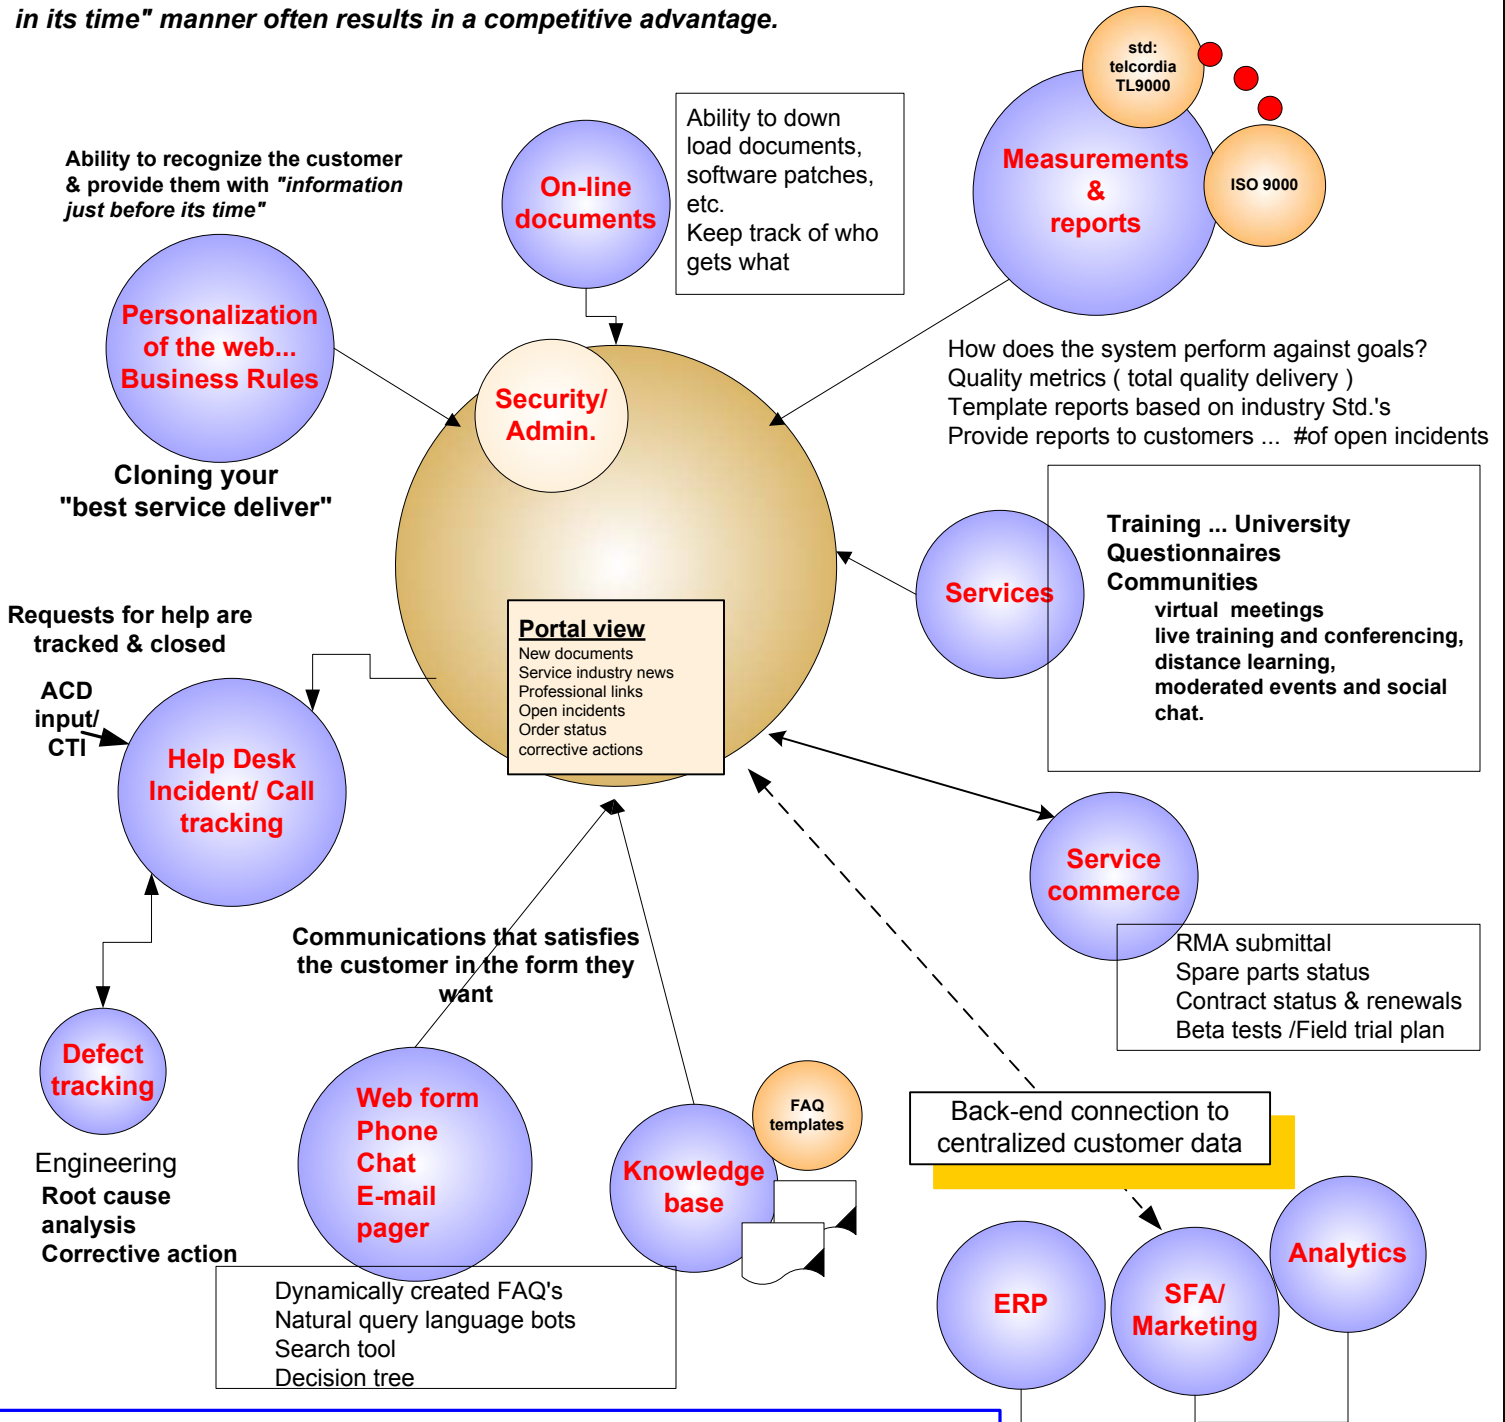 in its time" manner often results in a competitive advantage.
std:
telcordia
TL9000
ISO 9000
Measurements
&
reports
Ability to down
load documents,
software patches,
etc.
Keep track of who
gets what
On-line
documents
Ability to recognize the customer
& provide them with "information
just before its time"
Personalization
of the web...
Business Rules
Cloning your
"best service deliver"
Security/
Admin.
How does the system perform against goals?
Quality metrics ( total quality delivery )
Template reports based on industry Std.'s
Provide reports to customers ... #of open incidents
Services
Training ... University
Questionnaires
Communities
virtual meetings
live training and conferencing,
distance learning,
moderated events and social
chat.
Portal view
New documents
Service industry news
Professional links
Open incidents
Order status
corrective actions
Requests for help are
tracked & closed
ACD
input/
CTI
Help Desk
Incident/ Call
tracking
Service
commerce
RMA submittal
Spare parts status
Contract status & renewals
Beta tests /Field trial plan
Communications that satisfies
the customer in the form they
want
Defect
tracking
Engineering
Root cause
analysis
Corrective action
Web form
Phone
Chat
E-mail
pager
Knowledge
base
FAQ
templates
Back-end connection to
centralized customer data
Dynamically created FAQ's
Natural query language bots
Search tool
Decision tree
ERP
SFA/
Marketing
Analytics